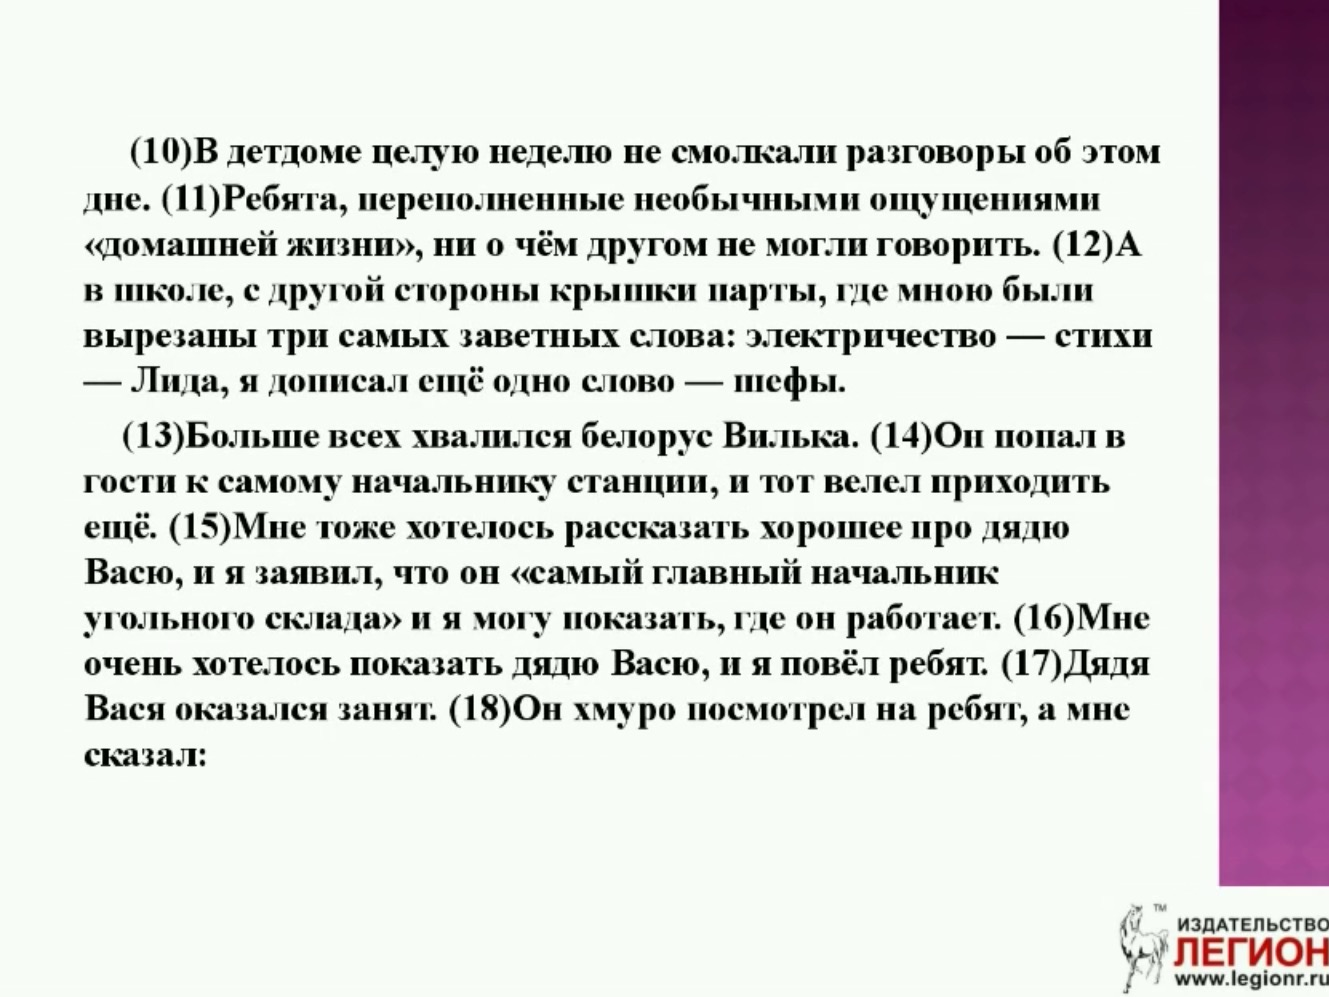 (10)В детдоме целую неделю не смолкали разговоры об этом
дне. (11)Ребята, переполненные необычными ощущениями
«домашней жизни», ни о чём другом не могли говорить. (12)А
в школе, с другой стороны крышки парты, где мною были
вырезаны три самых заветных слова: электричество — стихи
— Лида, я дописал ещё одно слово — шефы.
(13)Больше всех хвалился белорус Вилька. (14)Он попал в
гости к самому начальнику станции, и тот велел приходить
ещё. (15)Мне тоже хотелось рассказать хорошее про дядю
Васю, и я заявил, что он «самый главный начальник
угольного склада» и я могу показать, где он работает. (16)Мне
очень хотелось показать дядю Васю, и я повёл ребят. (17)Дядя
Вася оказался занят. (18)Он хмуро посмотрел на ребят, а мне
сказал:
TM
ИЗДАТЕЛЬСТВО
ЛЕГИОН
www.legionr.ru